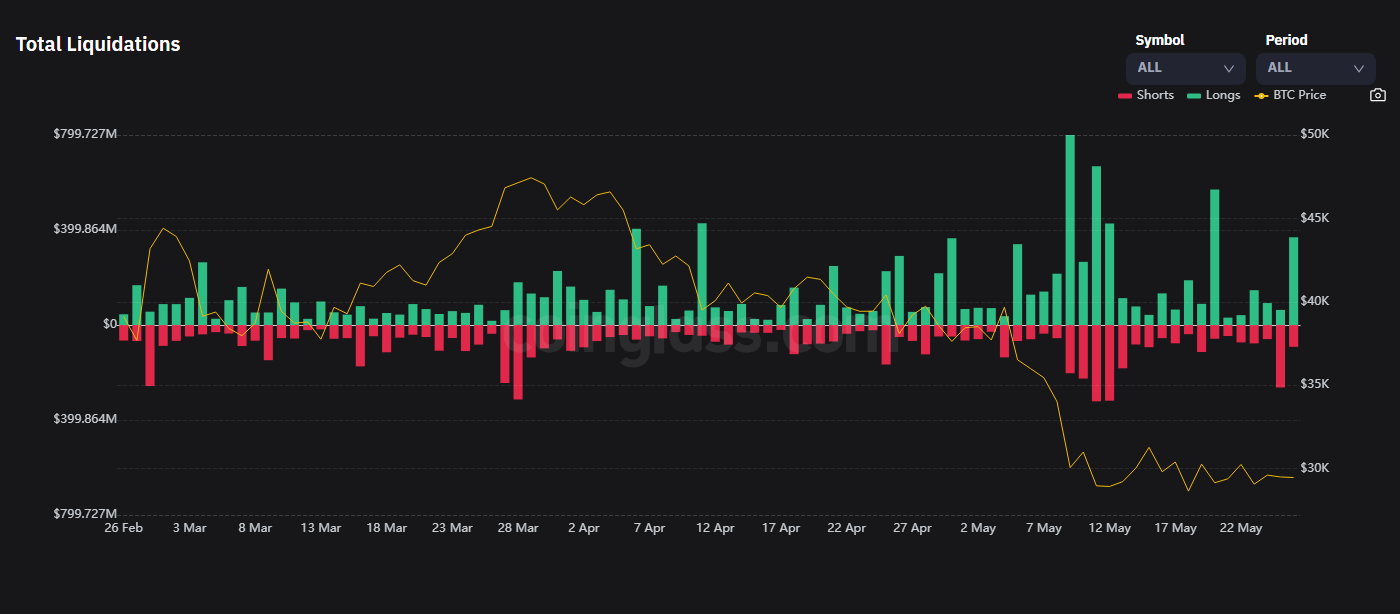 Total Liquidations
Symbol
Period
ALL
ALL
Shorts
Longs
BTC Price
$799.727M
$50K
$45K
$399.864M
$40K
$0
coinglass.com
$35K
$399.864M
$30K
$799.727M
26 Feb
3 Mar
8 Mar
13 Mar
18 Mar
23 Mar
28 Mar
2 Apr
7 Apr
12 Apr
17 Apr
22 Apr
27 Apr
2 May
7 May
12 May
17 May
22 May